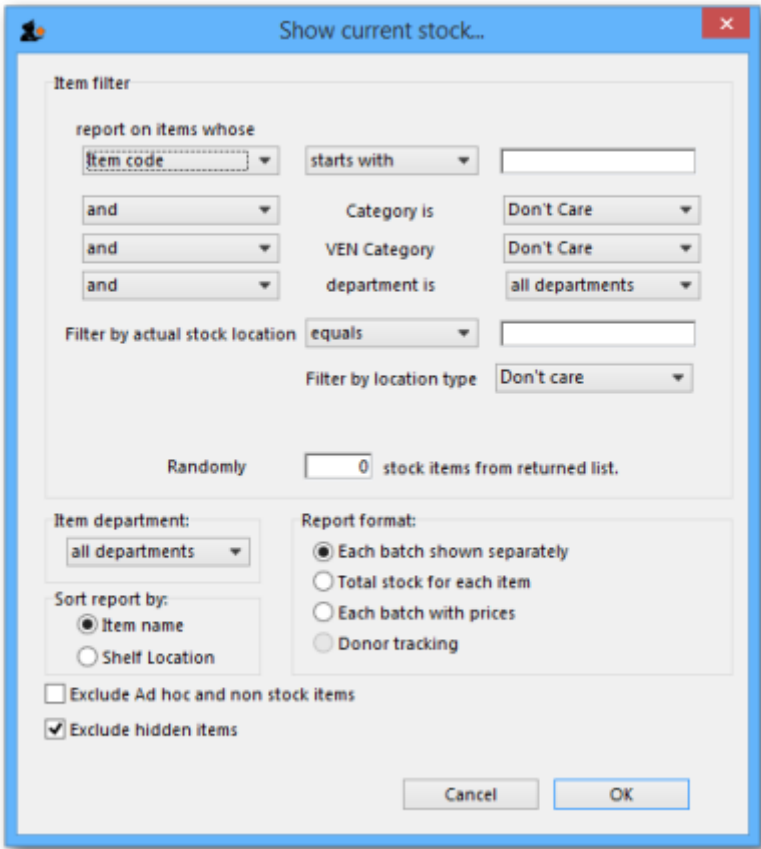 Show current stock...
Item filter
report on items whose
Item code starts with
and Category is Don't Care
and VEN Category Don't Care
and department is all departments
Filter by actual stock location equals
Filter by location type Don't care
Randomly 0 stock items from returned list.
Item department:
all departments
Sort report by:
Item name
Shelf Location
Report format:
Each batch shown separately
Total stock for each item
Each batch with prices
Donor tracking
Exclude Ad hoc and non stock items
Exclude hidden items
Cancel OK